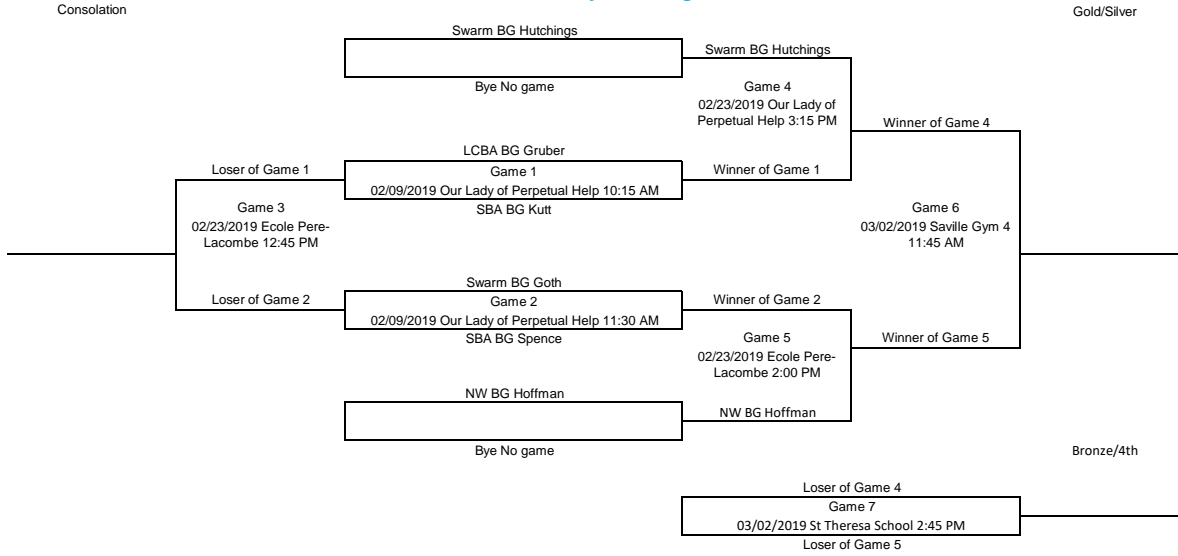 Consolation
Gold/Silver
Swarm BG Hutchings
Bye No game
Swarm BG Hutchings
Game 4
02/23/2019 Our Lady of
Perpetual Help 3:15 PM
Winner of Game 4
LCBA BG Gruber
Loser of Game 1
Game 1
Winner of Game 1
02/09/2019 Our Lady of Perpetual Help 10:15 AM
SBA BG Kutt
Game 3
02/23/2019 Ecole Pere-
Lacombe 12:45 PM
Game 6
03/02/2019 Saville Gym 4
11:45 AM
Swarm BG Goth
Loser of Game 2
Game 2
Winner of Game 2
02/09/2019 Our Lady of Perpetual Help 11:30 AM
SBA BG Spence
Game 5
02/23/2019 Ecole Pere-
Lacombe 2:00 PM
Winner of Game 5
NW BG Hoffman
NW BG Hoffman
Bye No game
Bronze/4th
Loser of Game 4
Game 7
03/02/2019 St Theresa School 2:45 PM
Loser of Game 5